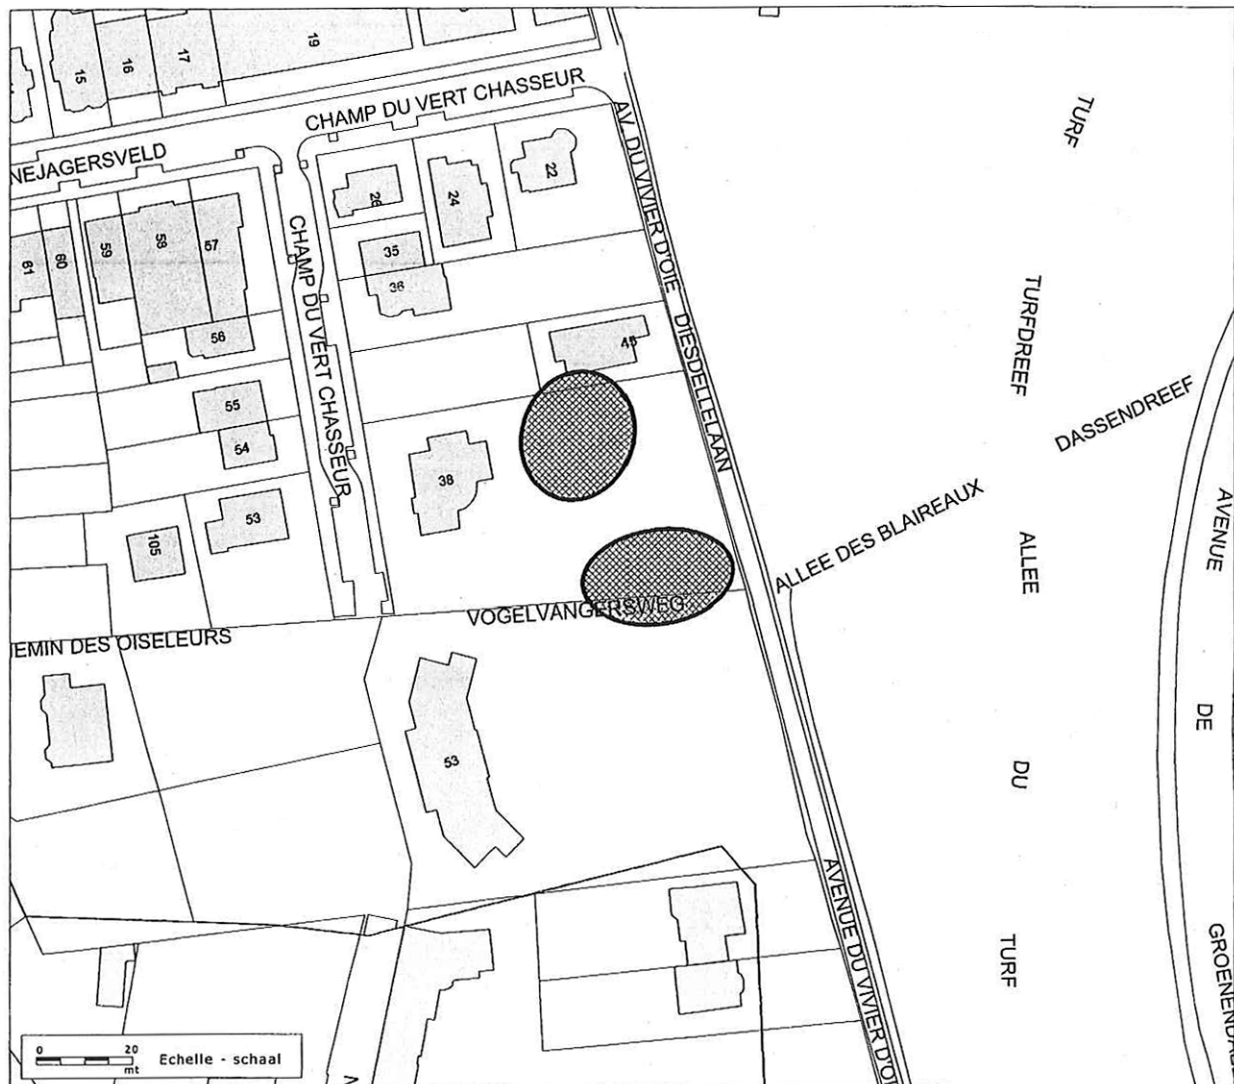 15
16
17
19
CHAMP DU VERT CHASSEUR
NEJAGERSVELD
AV. DU VIVIER D'OIE DIESDELLELAAN
TURF
22
24
26
35
36
57
58
59
60
61
CHAMP DU VERT CHASSEUR
TURFDREEF
45
56
55
54
DASSENDREEF
38
53
105
ALLEE DES BLAIREAUX
ALLEE
AVENUE
VOGELVANGERSWEG
EMIN DES OISELEURS
DE
53
DU
AVENUE DU VIVIER D'O
TURF
GROENENDAEL
0 20
mt
Echelle - schaal